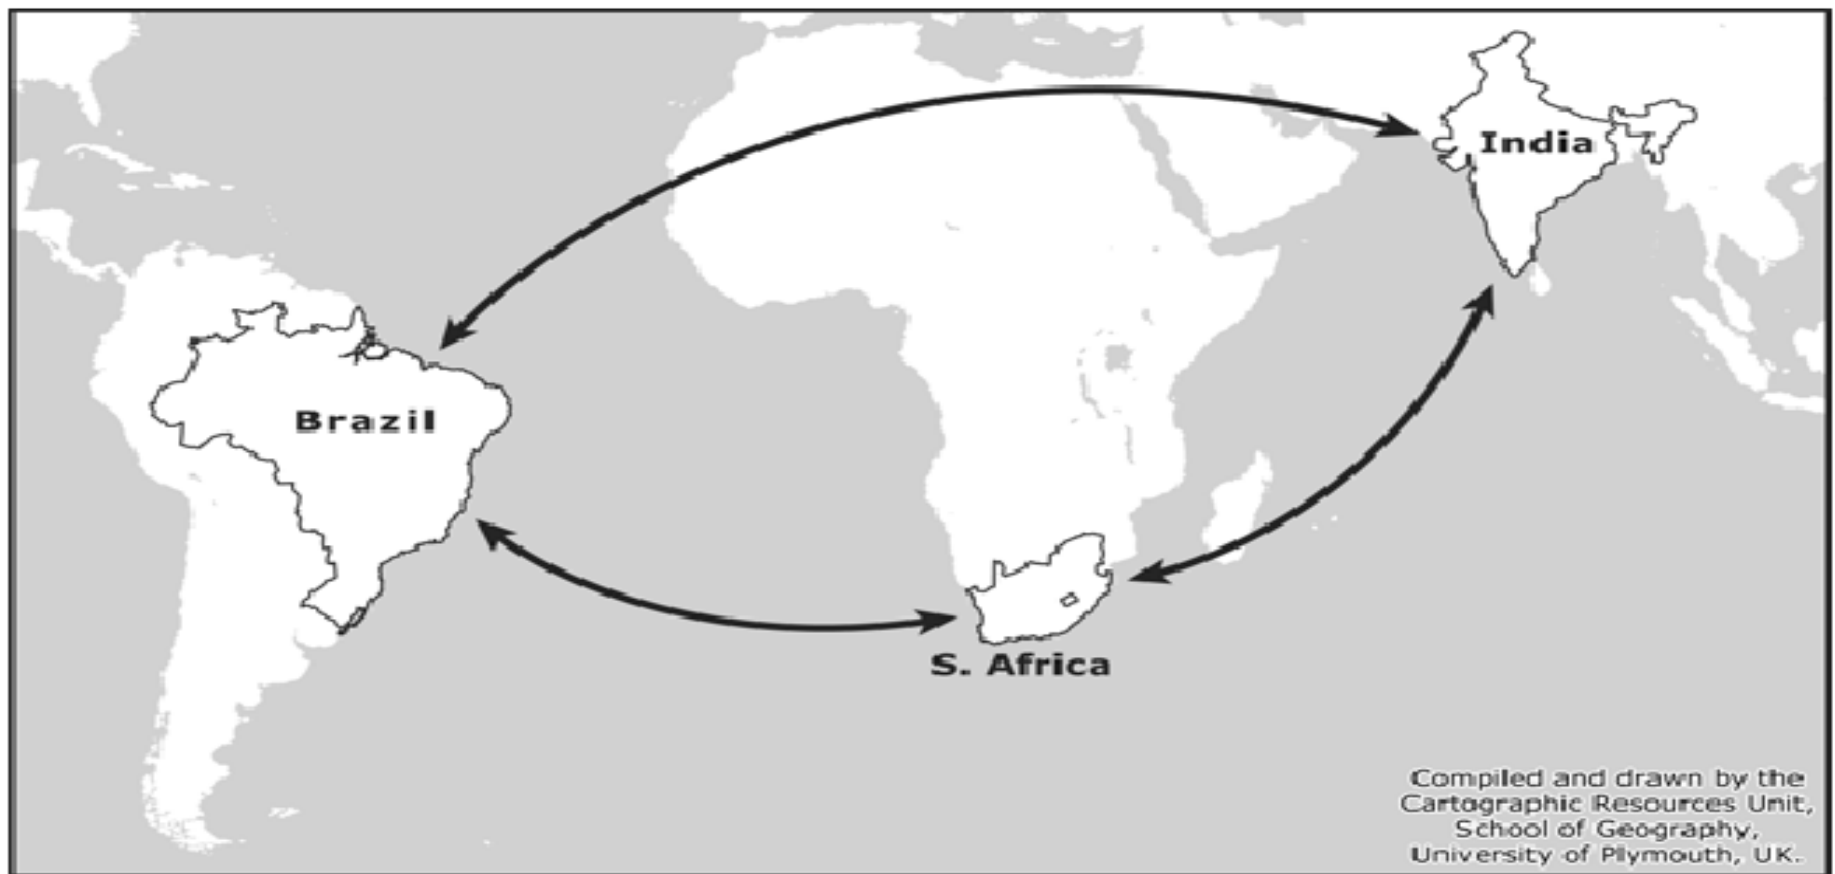 India
Brazil
S. Africa
Compiled and drawn by the
Cartographic Resources Unit,
School of Geography,
University of Plymouth, UK.